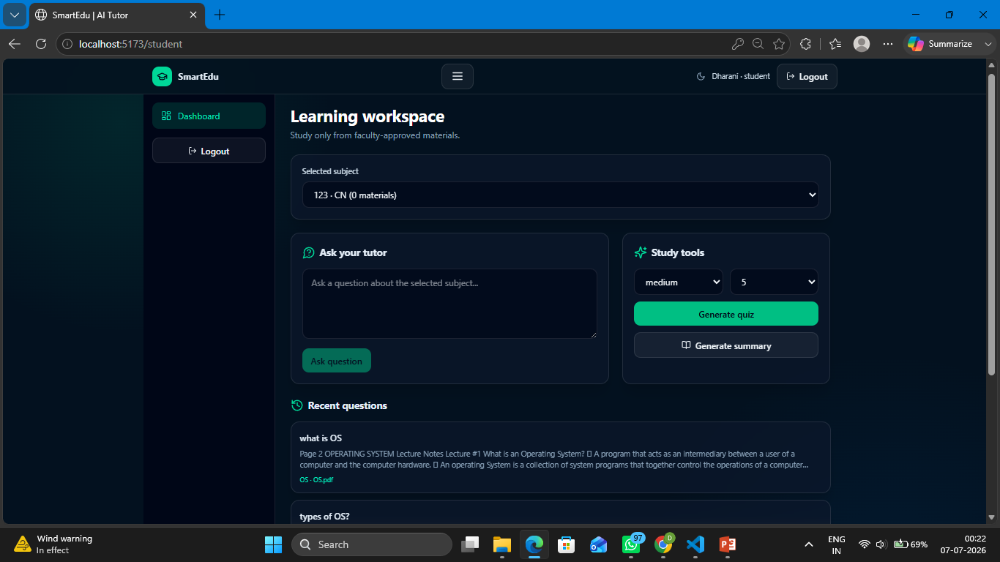 SmartEdu | AI Tutor
localhost:5173/student
Summarize
SmartEdu
Dharani · student
Logout
Dashboard
Logout
Learning workspace
Study only from faculty-approved materials.
Selected subject
123 · CN (0 materials)
Ask your tutor
Ask a question about the selected subject...
Ask question
Study tools
medium
5
Generate quiz
Generate summary
Recent questions
what is OS
Page 2 OPERATING SYSTEM Lecture Notes Lecture #1 What is an Operating System? ▯ A program that acts as an intermediary between a user of a
computer and the computer hardware. ▯ An operating System is a collection of system programs that together control the operations of a computer...
OS · OS.pdf
types of OS?
Wind warning
In effect
Search
97
D
ENG
IN
69%
00:22
07-07-2026